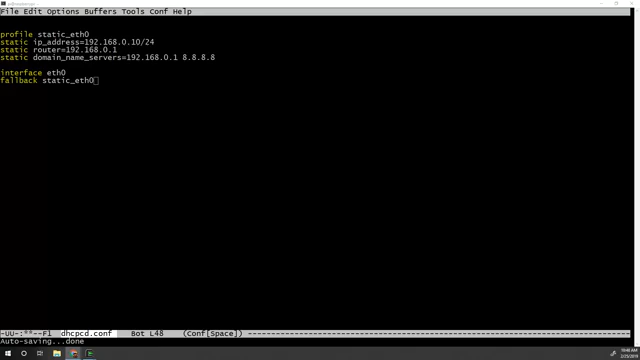 File Edit Options Buffers Tools Conf Help
profile static_eth0
static ip_address=192.168.0.10/24
static router=192.168.0.1
static domain_name_servers=192.168.0.1 8.8.8.8
interface eth0
fallback static_eth0
-UU-:**--F1 dhcpcd.conf Bot L48 (Conf[Space])
Auto-saving...done